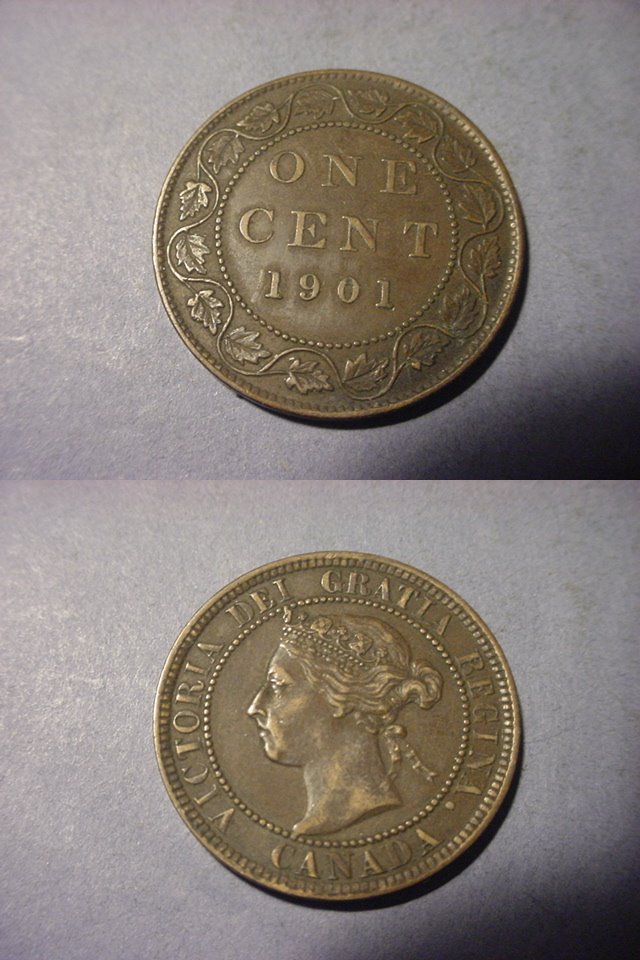 ONE
CENT
1901
VICTORIA DEI GRATIA REGINA.
CANADA